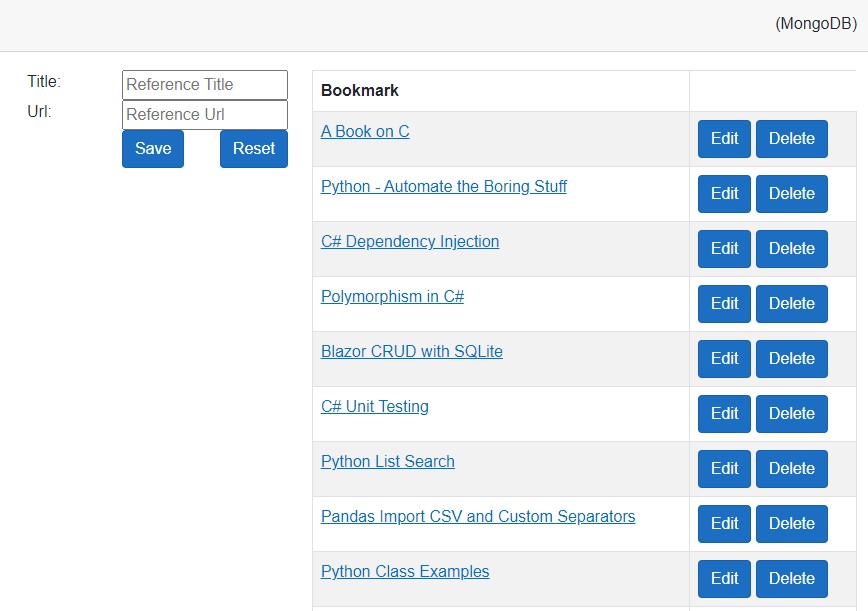 (MongoDB)
Title:
Reference Title
Url:
Reference Url
Save Reset
Bookmark
A Book on C Edit Delete
Python - Automate the Boring Stuff Edit Delete
C# Dependency Injection Edit Delete
Polymorphism in C# Edit Delete
Blazor CRUD with SQLite Edit Delete
C# Unit Testing Edit Delete
Python List Search Edit Delete
Pandas Import CSV and Custom Separators Edit Delete
Python Class Examples Edit Delete